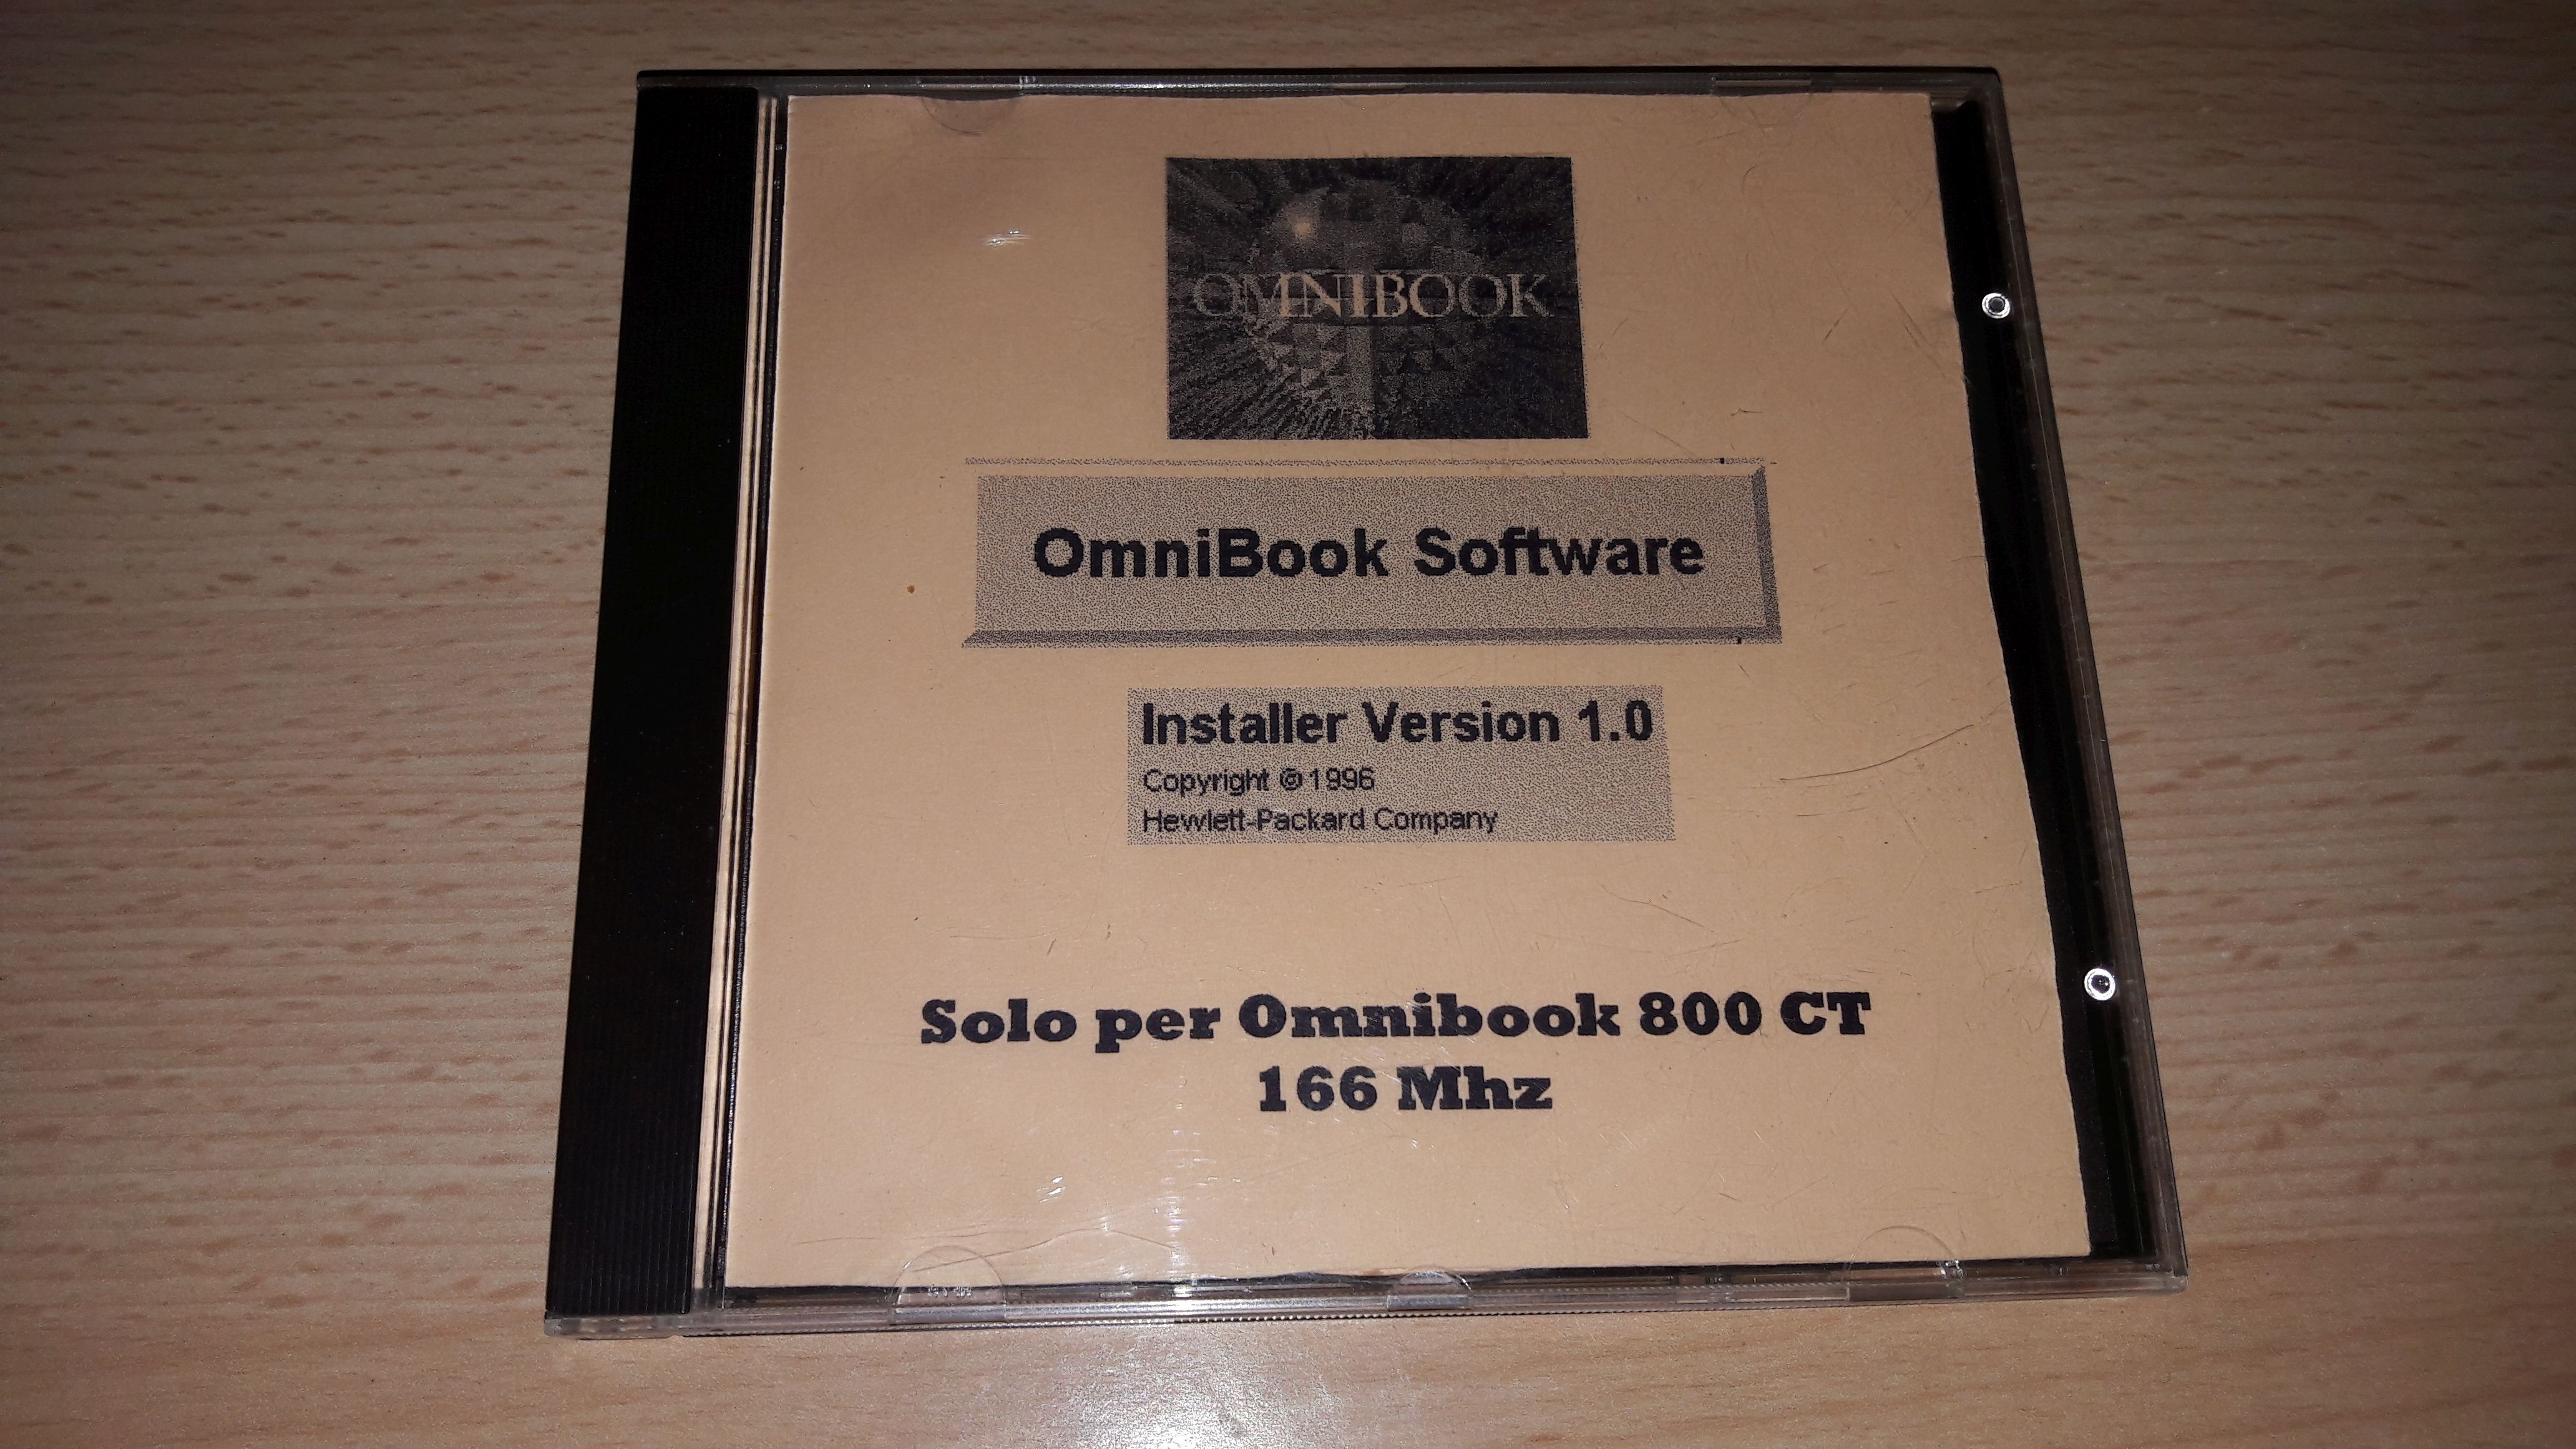 OMNIBOOK
OmniBook Software
Installer Version 1.0
Copyright © 1996
Hewlett-Packard Company
Solo per Omnibook 800 CT
166 Mhz